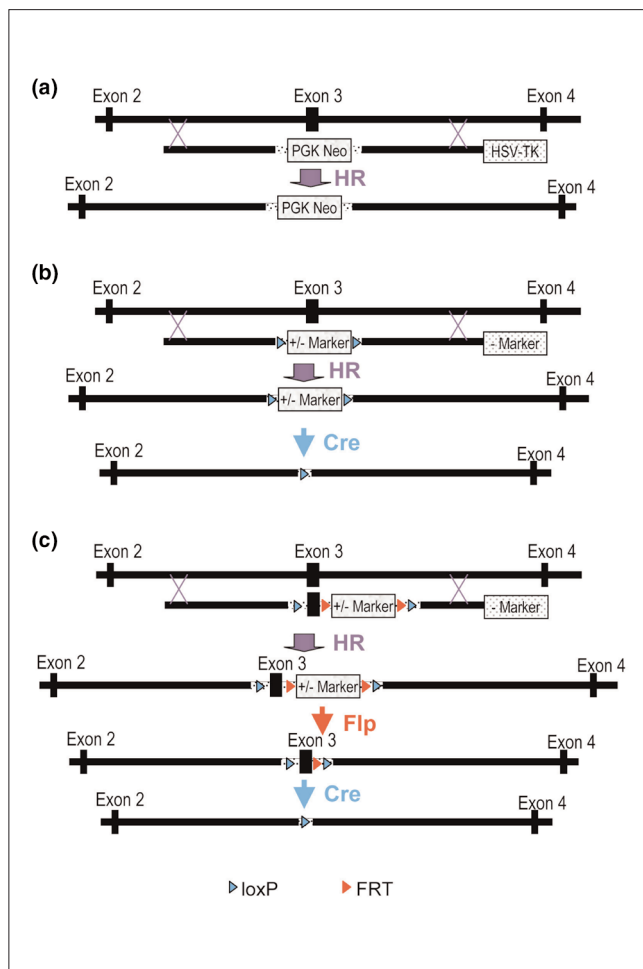 (a)
Exon 2 Exon 3 Exon 4
PGK Neo HSV-TK
HR
Exon 2 Exon 4
PGK Neo
(b)
Exon 2 Exon 3 Exon 4
+/- Marker - Marker
HR
Exon 2 Exon 4
+/- Marker
Cre
Exon 2 Exon 4
(c)
Exon 2 Exon 3 Exon 4
+/- Marker - Marker
HR
Exon 2 Exon 3 Exon 4
+/- Marker
Flp
Exon 2 Exon 3 Exon 4
Cre
Exon 2 Exon 4
loxP FRT